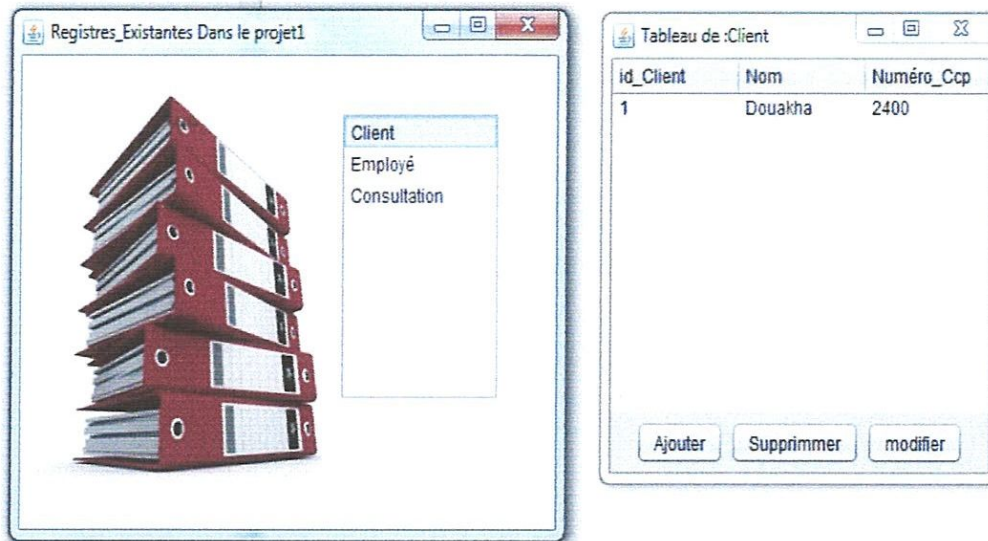 Registres_Existantes Dans le projet1
Client
Employé
Consultation
Tableau de :Client
id_Client Nom Numéro_Ccp
1 Douakha 2400
Ajouter Supprimmer modifier